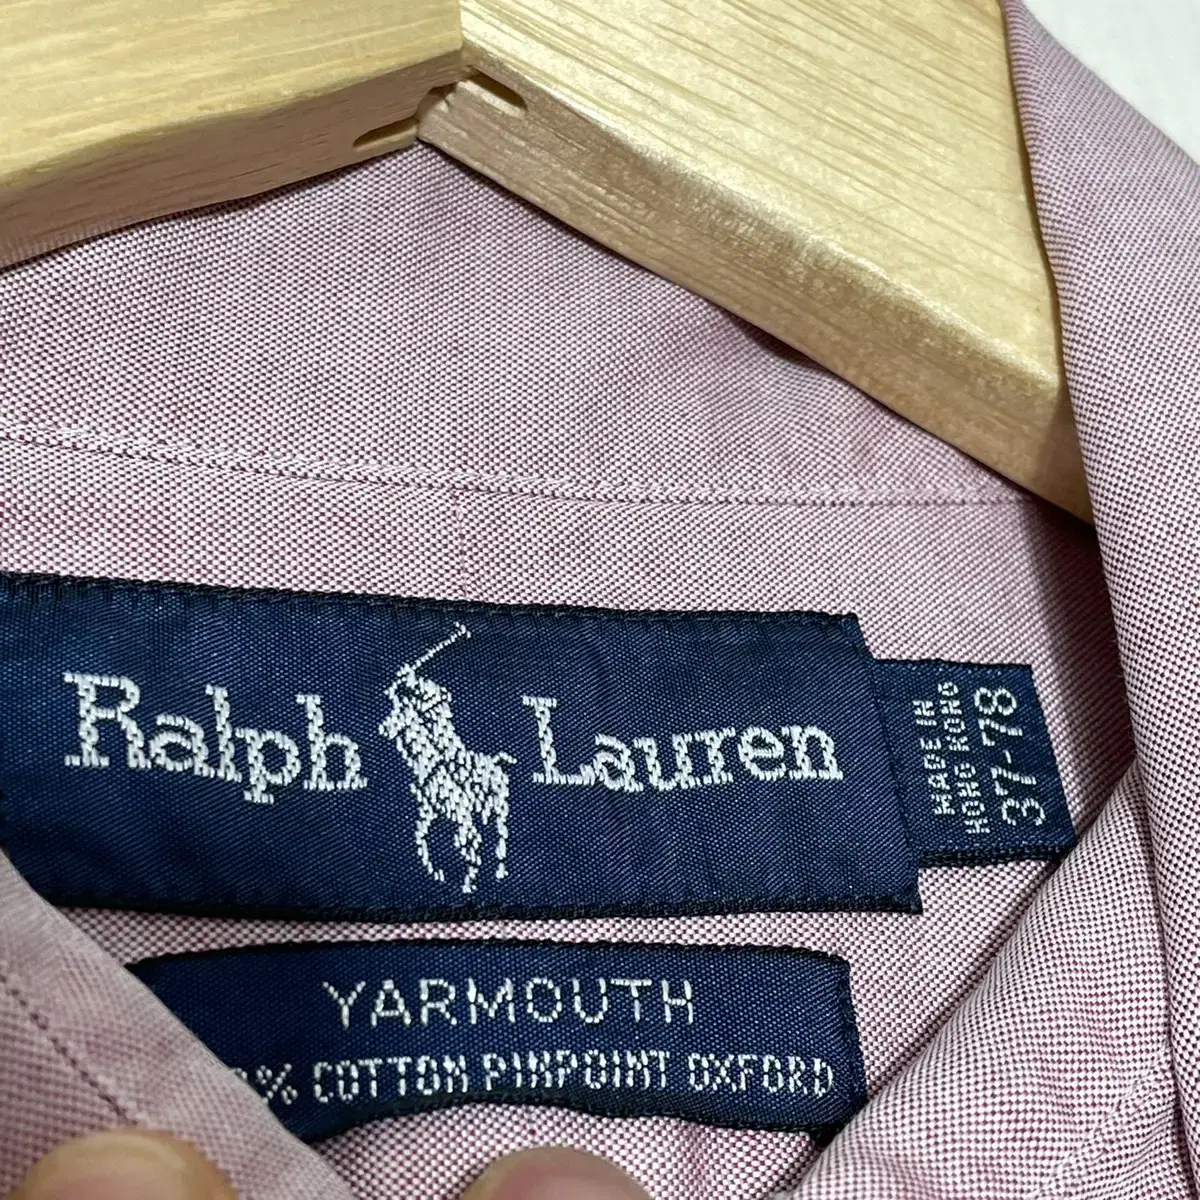 Ralph Lauren
MADE IN
HONG KONG
37-78
YARMOUTH
% COTTON PINPOINT OXFORD